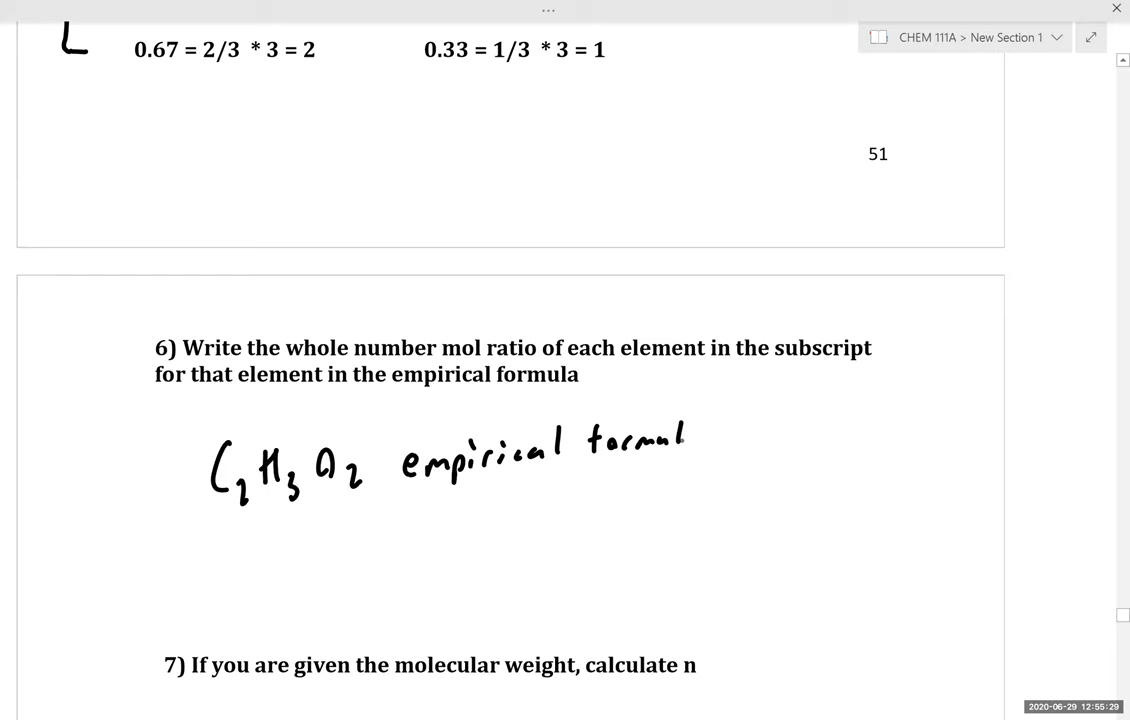 CHEM 111A > New Section 1
0.67 = 2/3 * 3 = 2 0.33 = 1/3 * 3 = 1
51
6) Write the whole number mol ratio of each element in the subscript
for that element in the empirical formula
C₂H₃O₂ empirical formul
7) If you are given the molecular weight, calculate n
2020-06-29 12:55:29